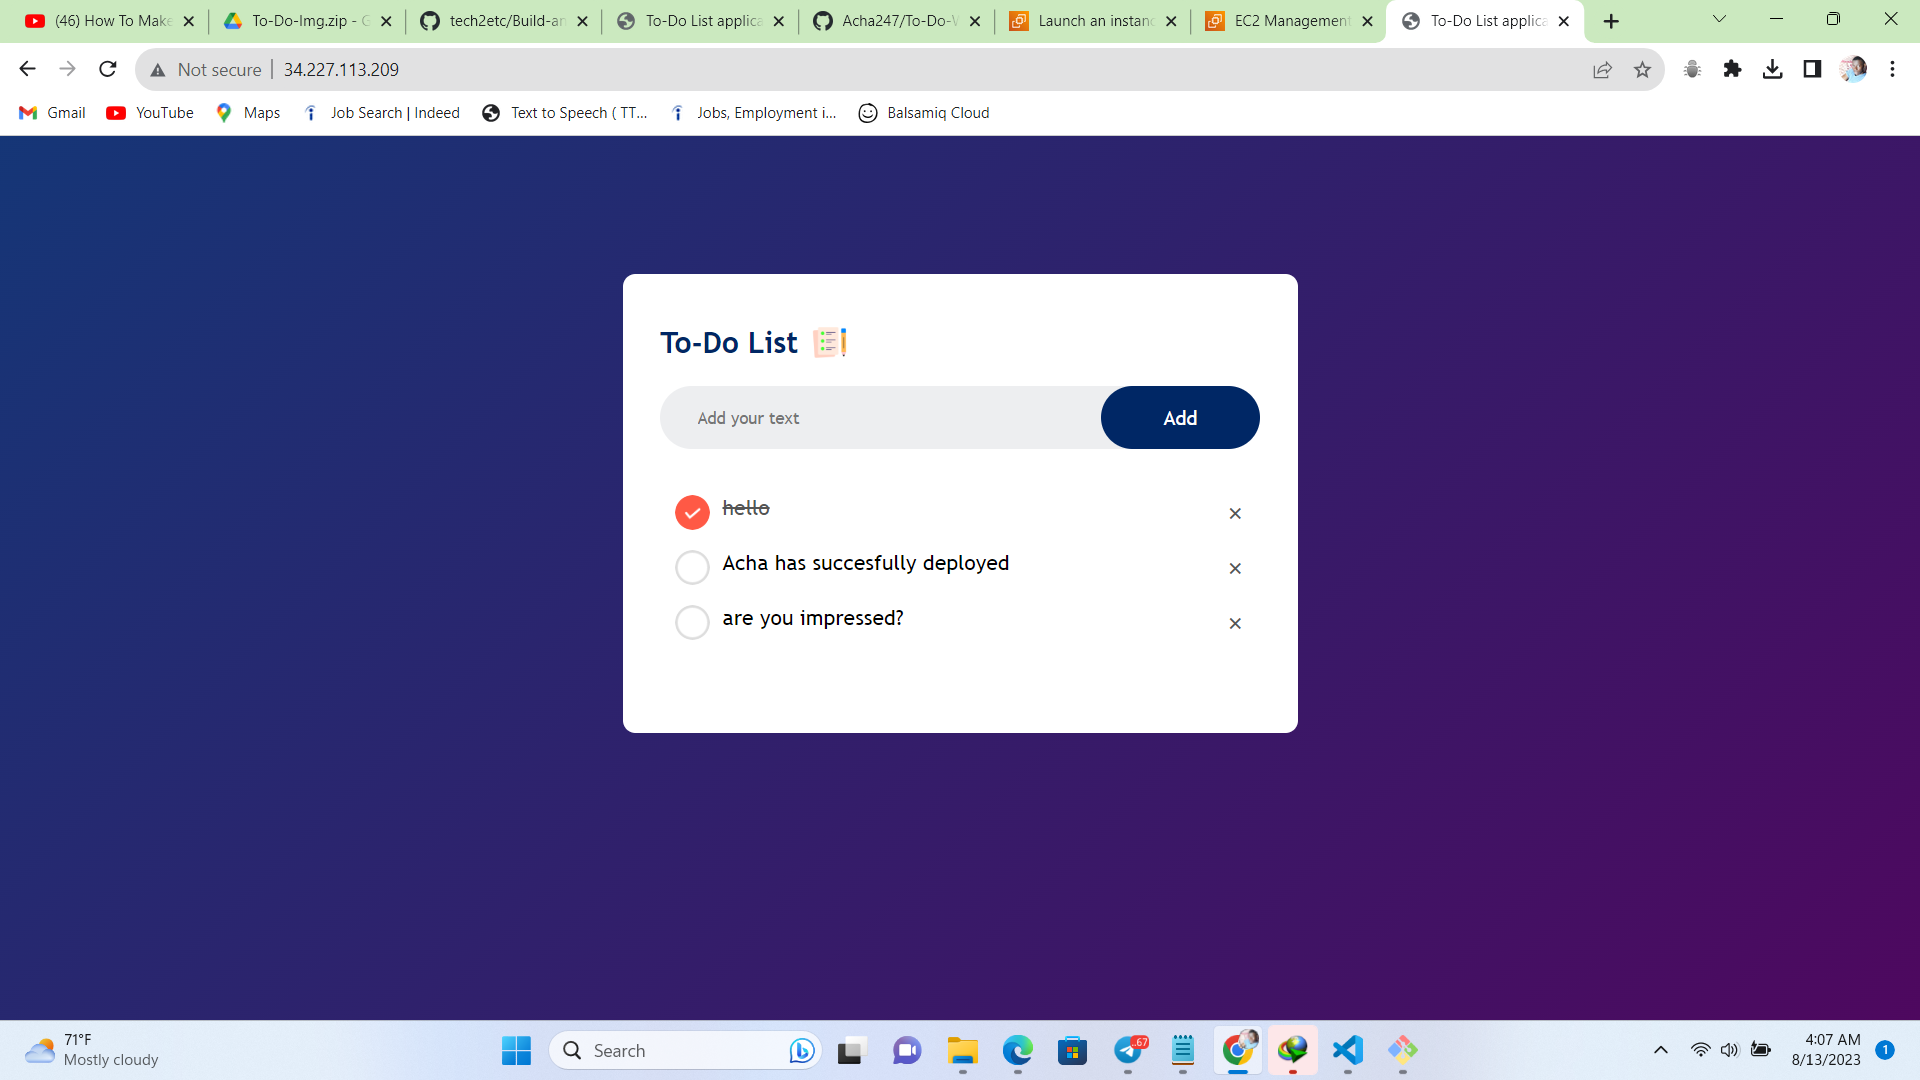 (46) How To Make
To-Do-Img.zip - G
tech2etc/Build-an
To-Do List applica
Acha247/To-Do-W
Launch an instanc
EC2 Management
To-Do List applica
Not secure
34.227.113.209
Gmail
YouTube
Maps
Job Search | Indeed
Text to Speech ( TT...
Jobs, Employment i...
Balsamiq Cloud
To-Do List
Add your text
Add
hello
Acha has succesfully deployed
are you impressed?
71°F
Mostly cloudy
Search
67
4:07 AM
8/13/2023
1